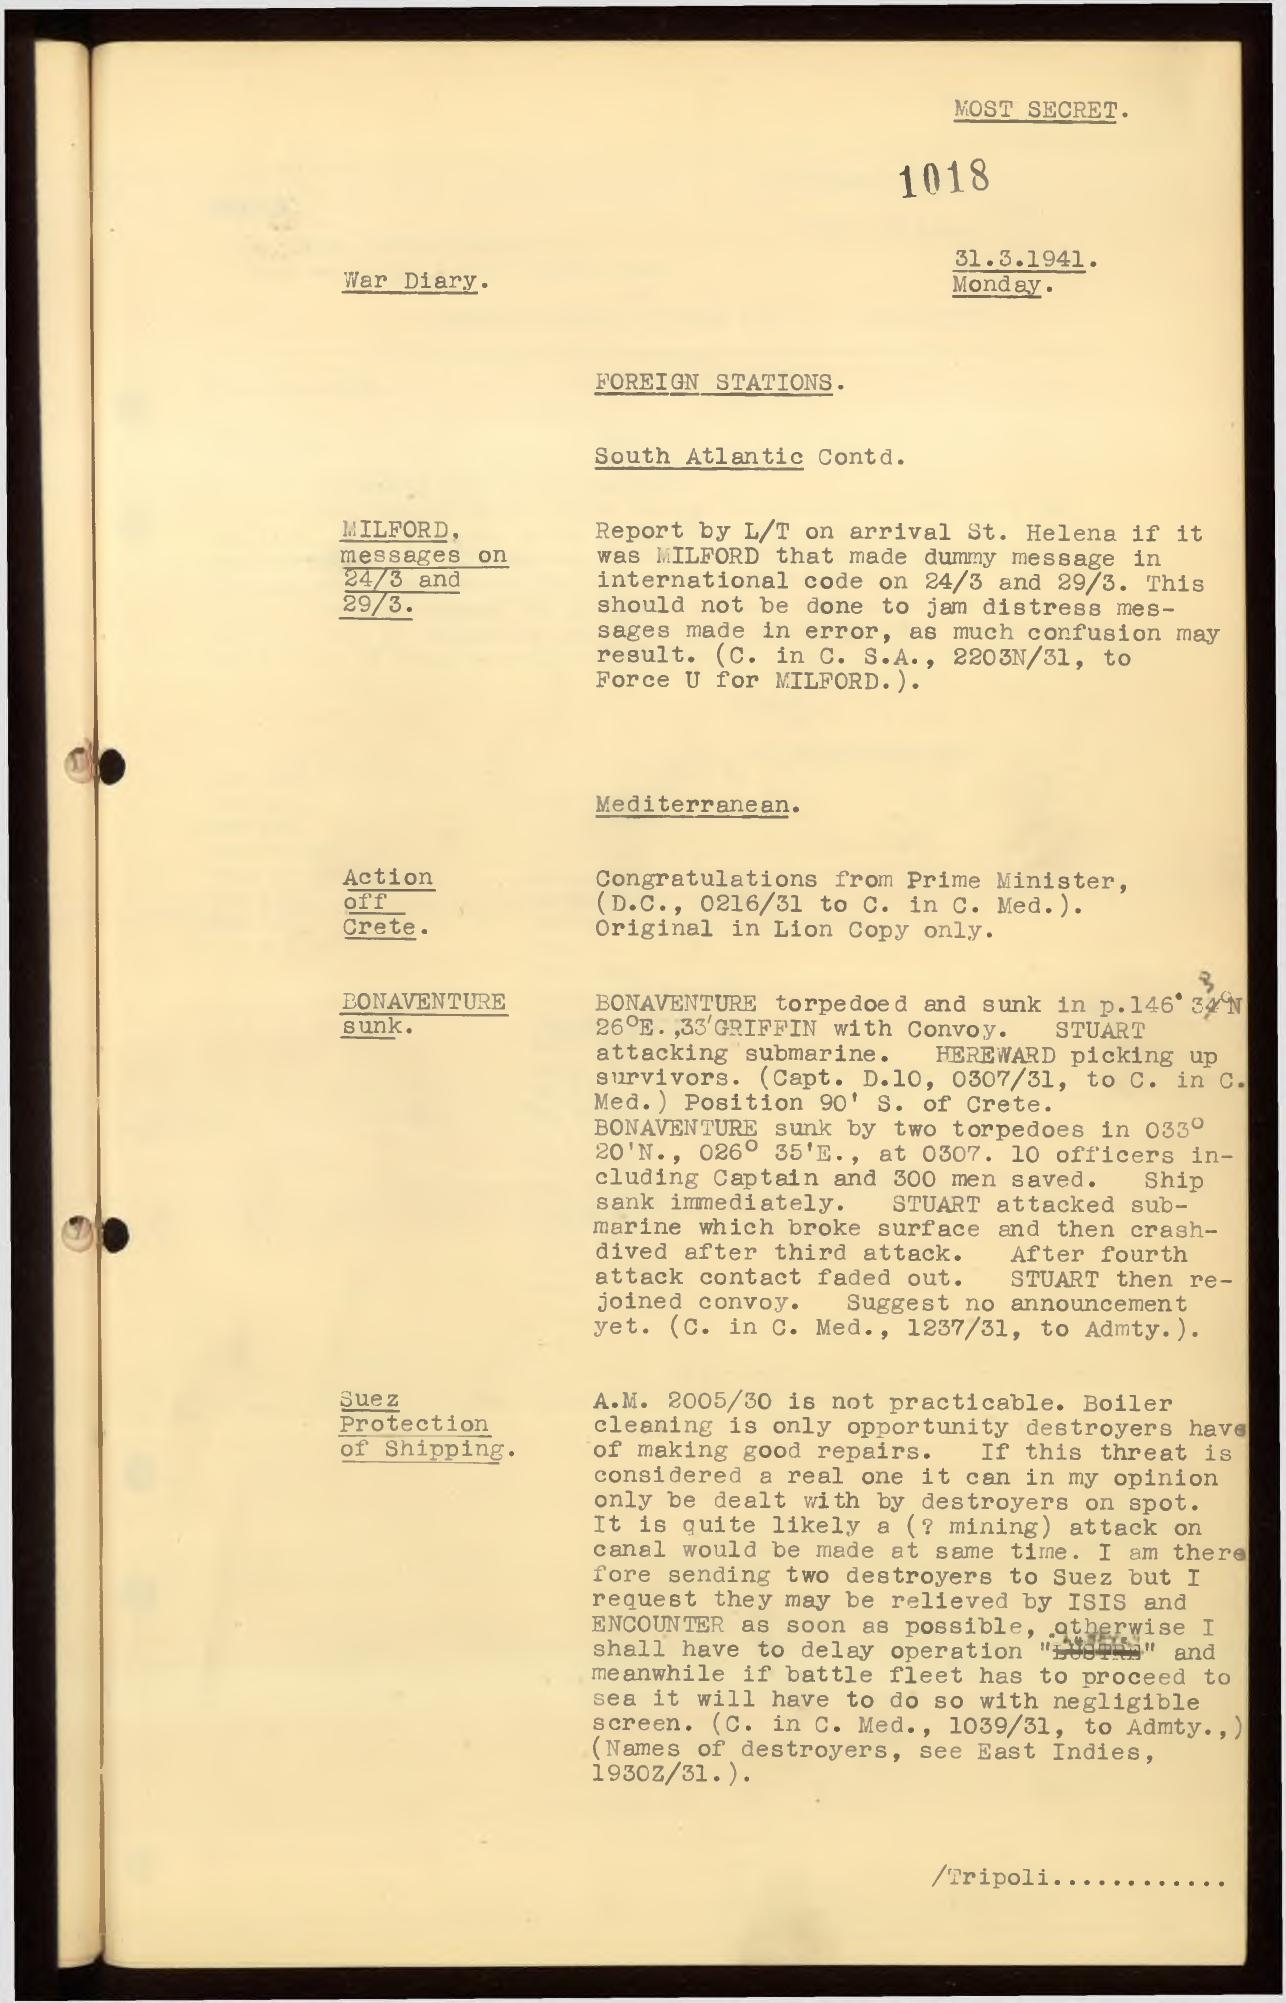 MOST SECRET.
1018
31.3.1941.
War Diary.
Monday.
FOREIGN STATIONS.
South Atlantic Contd.
MILFORD,
messages on
24/3 and
29/3.
Report by L/T on arrival St. Helena if it
was MILFORD that made dummy message in
international code on 24/3 and 29/3. This
should not be done to jam distress mes-
sages made in error, as much confusion may
result. (C. in C. S.A., 2203N/31, to
Force U for MILFORD.).
Mediterranean.
Action
off
Crete.
Congratulations from Prime Minister,
(D.C., 0216/31 to C. in C. Med.).
Original in Lion Copy only.
BONAVENTURE
sunk.
BONAVENTURE torpedoed and sunk in p.146° 34°N
26°E.,33'GRIFFIN with Convoy. STUART
attacking submarine. HEREWARD picking up
survivors. (Capt. D.10, 0307/31, to C. in C.
Med.) Position 90' S. of Crete.
BONAVENTURE sunk by two torpedoes in 033°
20'N., 026° 35'E., at 0307. 10 officers in-
cluding Captain and 300 men saved. Ship
sank immediately. STUART attacked sub-
marine which broke surface and then crash-
dived after third attack. After fourth
attack contact faded out. STUART then re-
joined convoy. Suggest no announcement
yet. (C. in C. Med., 1237/31, to Admty.).
Suez
Protection
of Shipping.
A.M. 2005/30 is not practicable. Boiler
cleaning is only opportunity destroyers have
of making good repairs. If this threat is
considered a real one it can in my opinion
only be dealt with by destroyers on spot.
It is quite likely a (? mining) attack on
canal would be made at same time. I am there
fore sending two destroyers to Suez but I
request they may be relieved by ISIS and
ENCOUNTER as soon as possible, otherwise I
shall have to delay operation "LUSTRE" and
meanwhile if battle fleet has to proceed to
sea it will have to do so with negligible
screen. (C. in C. Med., 1039/31, to Admty.,)
(Names of destroyers, see East Indies,
1930Z/31.).
/Tripoli............